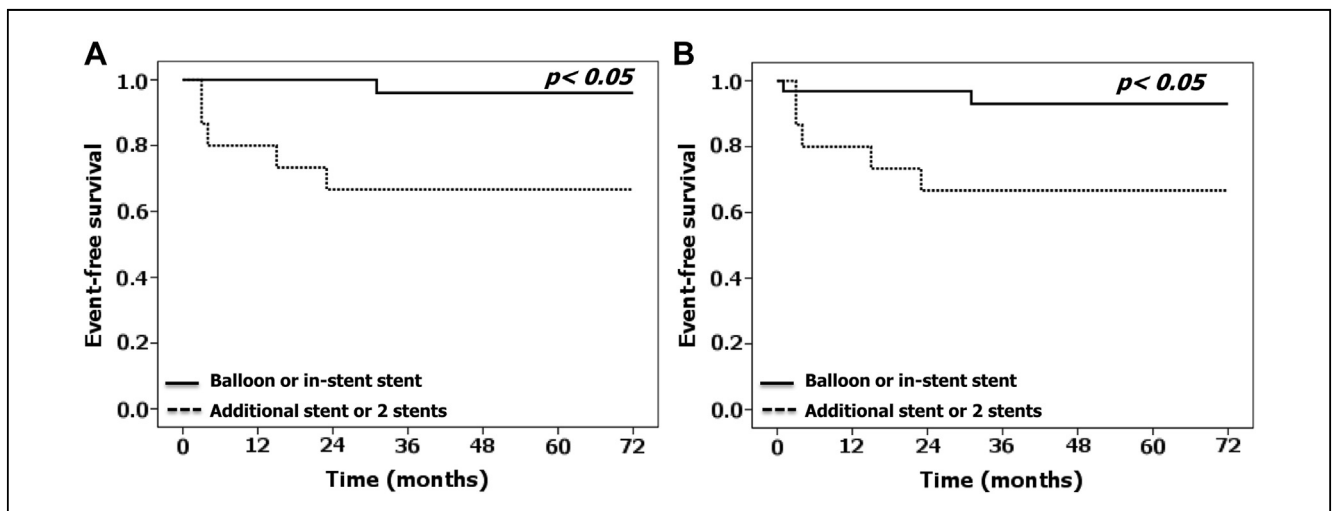 A
1.0
0.8
0.6
0.4
0.2
0.0
Event-free survival
p< 0.05
Balloon or in-stent stent
Additional stent or 2 stents
0 12 24 36 48 60 72
Time (months)
B
1.0
0.8
0.6
0.4
0.2
0.0
Event-free survival
p< 0.05
Balloon or in-stent stent
Additional stent or 2 stents
0 12 24 36 48 60 72
Time (months)